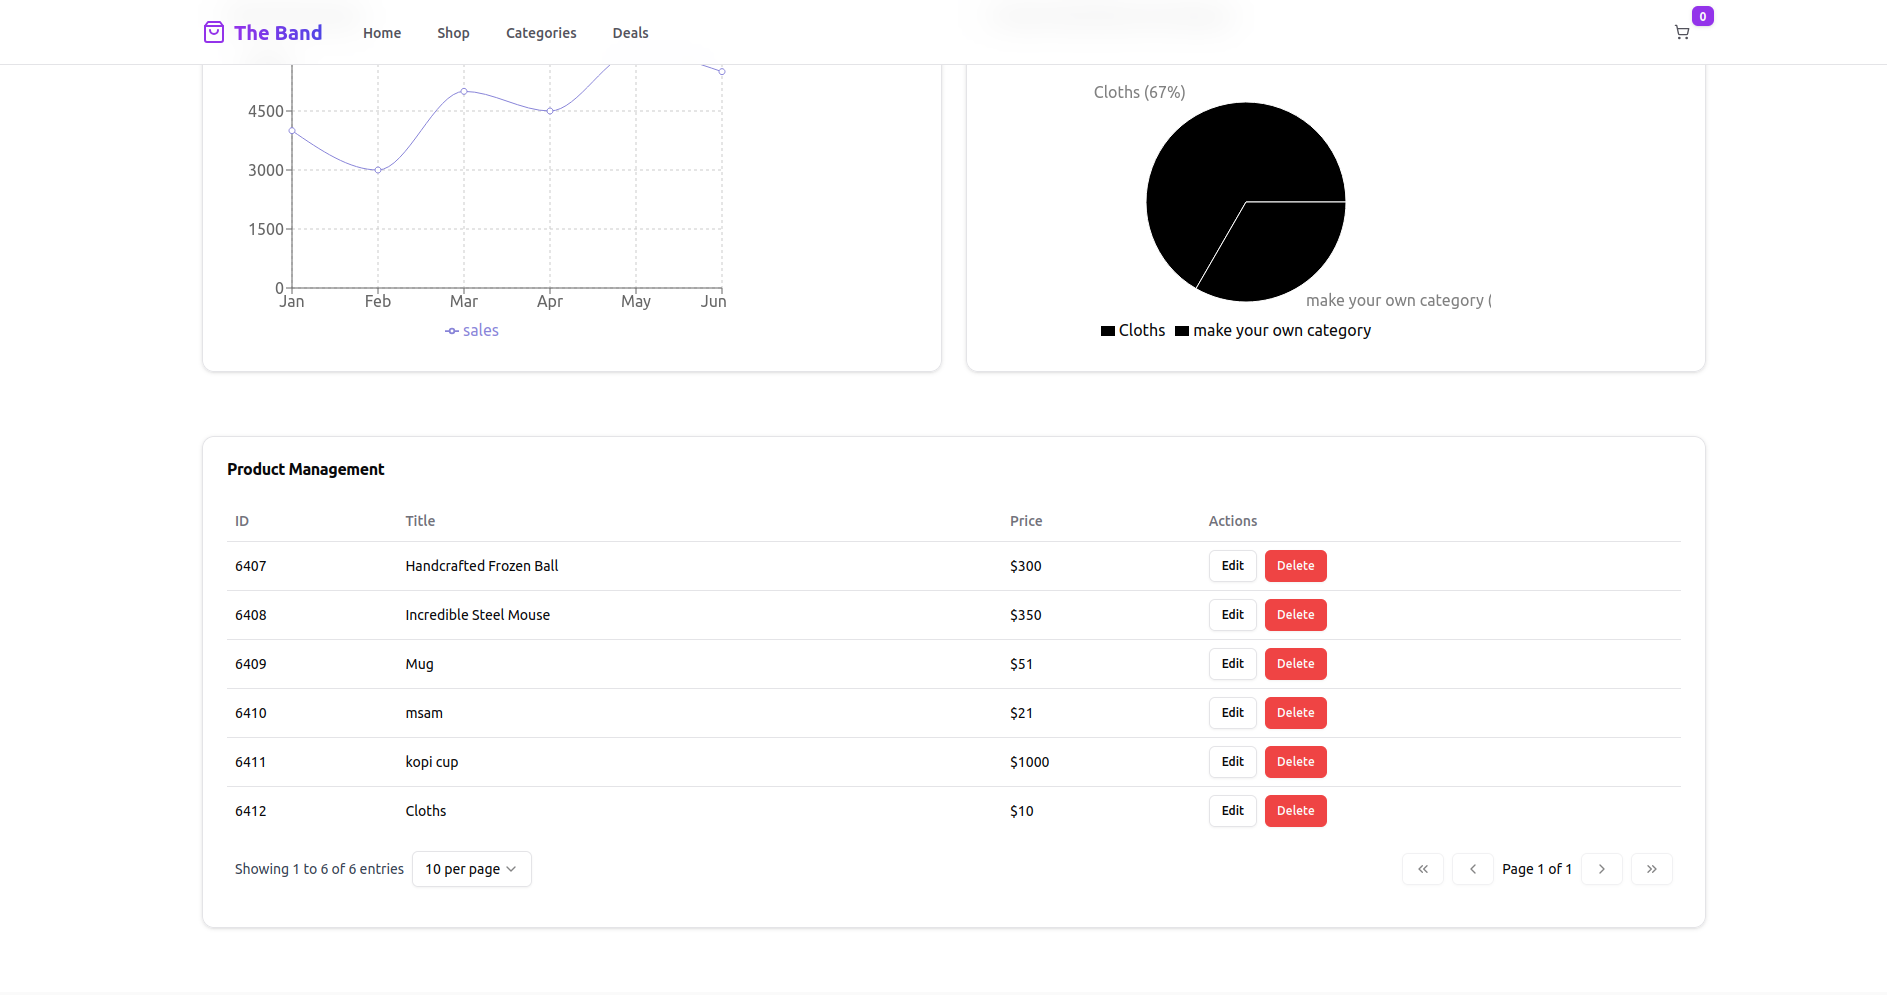 The Band
Home
Shop
Categories
Deals
0
4500
3000
1500
0
Jan
Feb
Mar
Apr
May
Jun
sales
Cloths (67%)
make your own category (
Cloths
make your own category
Product Management
ID Title Price Actions
6407 Handcrafted Frozen Ball $300 Edit Delete
6408 Incredible Steel Mouse $350 Edit Delete
6409 Mug $51 Edit Delete
6410 msam $21 Edit Delete
6411 kopi cup $1000 Edit Delete
6412 Cloths $10 Edit Delete
Showing 1 to 6 of 6 entries
10 per page
Page 1 of 1